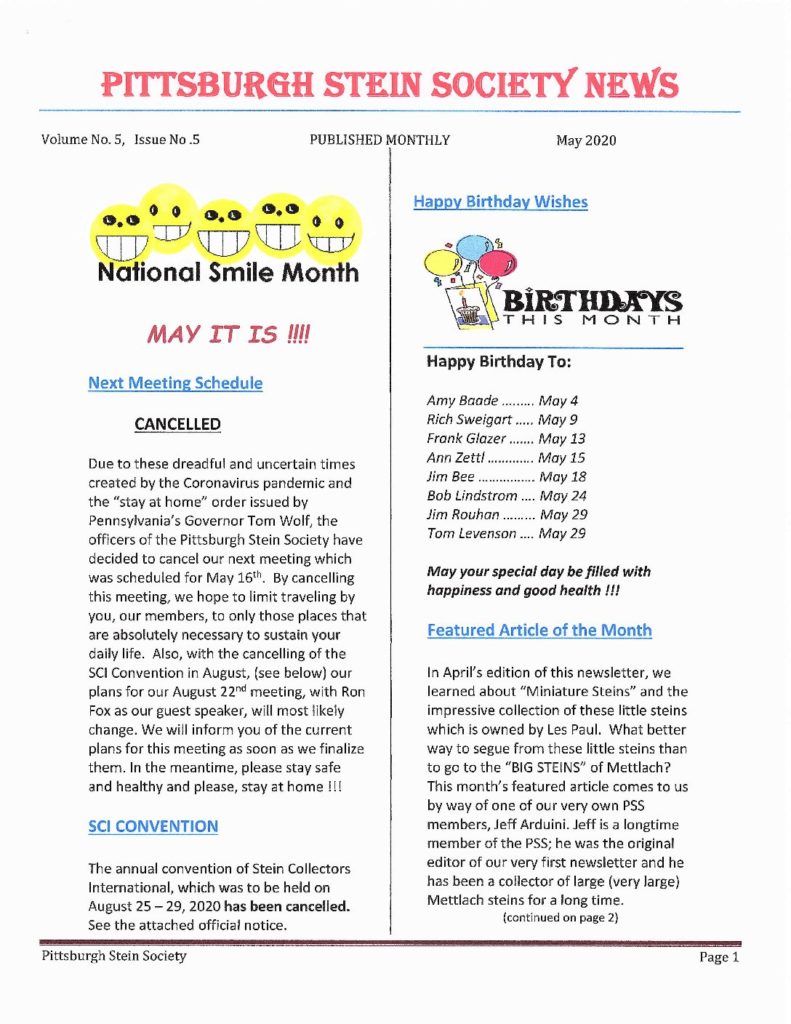 PITTSBURGH STEIN SOCIETY NEWS
Volume No. 5, Issue No .5 PUBLISHED MONTHLY May 2020
National Smile Month
MAY IT IS !!!!
Next Meeting Schedule
CANCELLED
Due to these dreadful and uncertain times
created by the Coronavirus pandemic and
the "stay at home" order issued by
Pennsylvania's Governor Tom Wolf, the
officers of the Pittsburgh Stein Society have
decided to cancel our next meeting which
was scheduled for May 16th. By cancelling
this meeting, we hope to limit traveling by
you, our members, to only those places that
are absolutely necessary to sustain your
daily life. Also, with the cancelling of the
SCI Convention in August, (see below) our
plans for our August 22nd meeting, with Ron
Fox as our guest speaker, will most likely
change. We will inform you of the current
plans for this meeting as soon as we finalize
them. In the meantime, please stay safe
and healthy and please, stay at home !!!
SCI CONVENTION
The annual convention of Stein Collectors
International, which was to be held on
August 25 – 29, 2020 has been cancelled.
See the attached official notice.
Happy Birthday Wishes
BIRTHDAYS
THIS MONTH
Happy Birthday To:
Amy Baade ......... May 4
Rich Sweigart ..... May 9
Frank Glazer ....... May 13
Ann Zettl ............. May 15
Jim Bee ................ May 18
Bob Lindstrom .... May 24
Jim Rouhan ......... May 29
Tom Levenson .... May 29
May your special day be filled with
happiness and good health !!!
Featured Article of the Month
In April's edition of this newsletter, we
learned about "Miniature Steins" and the
impressive collection of these little steins
which is owned by Les Paul. What better
way to segue from these little steins than
to go to the "BIG STEINS" of Mettlach?
This month's featured article comes to us
by way of one of our very own PSS
members, Jeff Arduini. Jeff is a longtime
member of the PSS; he was the original
editor of our very first newsletter and he
has been a collector of large (very large)
Mettlach steins for a long time.
(continued on page 2)
Pittsburgh Stein Society Page 1